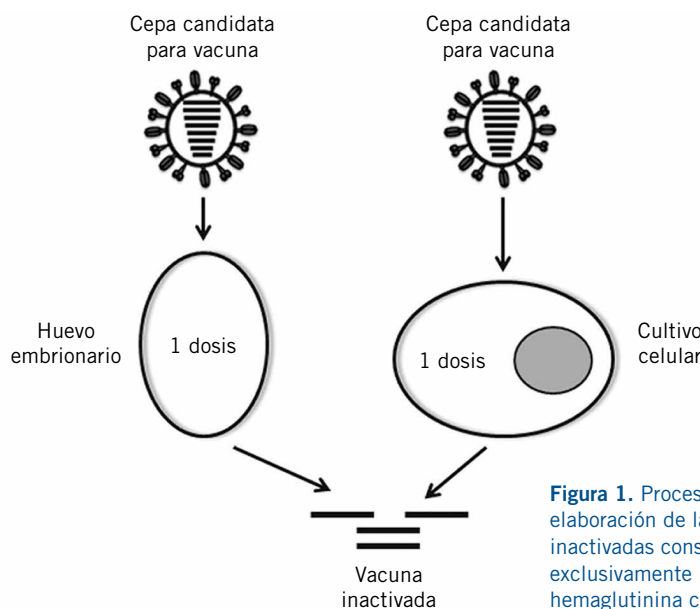 Cepa candidata
para vacuna
Cepa candidata
para vacuna
Huevo
embrionario
1 dosis
1 dosis
Cultivo
celular
Vacuna
inactivada
Figura 1. Proces
elaboración de la
inactivadas cons
exclusivamente
hemaglutinina c